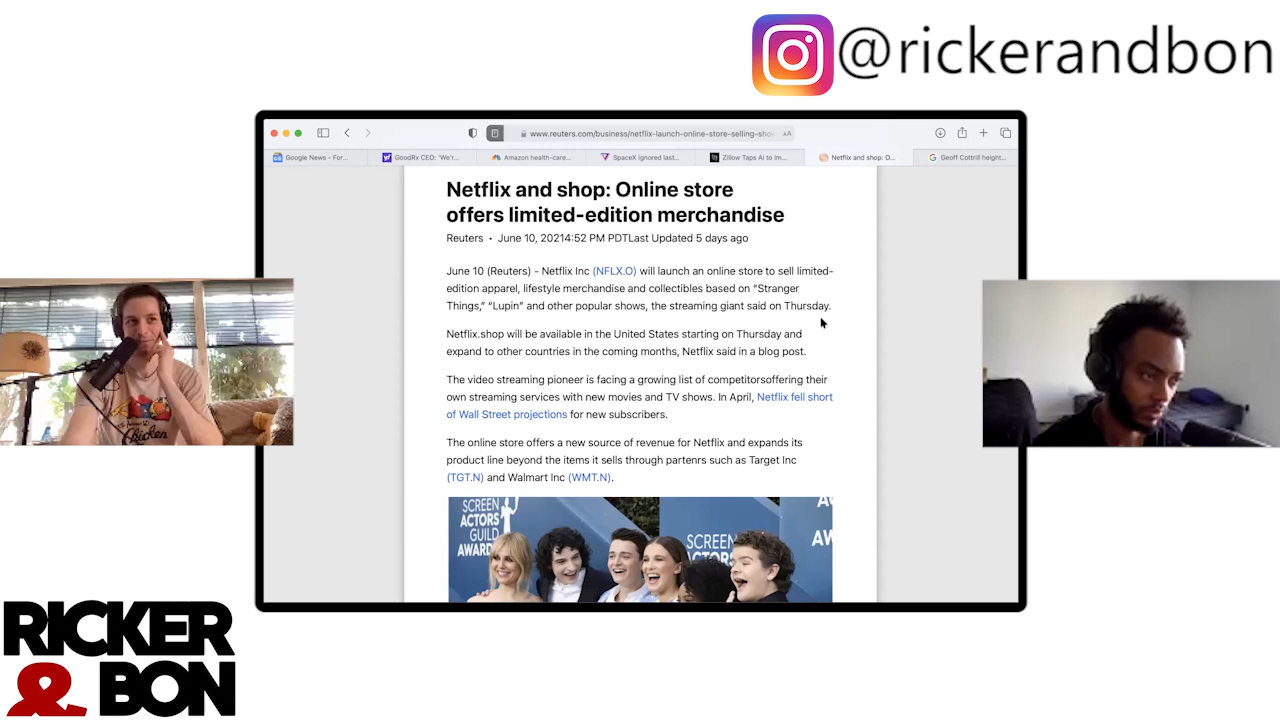 @rickerandbon
www.reuters.com/business/netflix-launch-online-store-selling-sho
AA
Google News - For...
GoodRx CEO: 'We'r...
Amazon health-care...
SpaceX ignored last...
Zillow Taps AI to Im...
Netflix and shop: O...
Geoff Cottrill height...
Netflix and shop: Online store
offers limited-edition merchandise
Reuters • June 10, 20214:52 PM PDTLast Updated 5 days ago
June 10 (Reuters) - Netflix Inc (NFLX.O) will launch an online store to sell limited-
edition apparel, lifestyle merchandise and collectibles based on “Stranger
Things,” “Lupin” and other popular shows, the streaming giant said on Thursday.
Netflix.shop will be available in the United States starting on Thursday and
expand to other countries in the coming months, Netflix said in a blog post.
The video streaming pioneer is facing a growing list of competitorsoffering their
own streaming services with new movies and TV shows. In April, Netflix fell short
of Wall Street projections for new subscribers.
The online store offers a new source of revenue for Netflix and expands its
product line beyond the items it sells through partenrs such as Target Inc
(TGT.N) and Walmart Inc (WMT.N).
SCREEN
ACTORS
GUILD
AWARD
SCREEN
ACTORS
A
AW
Chicken
RICKER
& BON